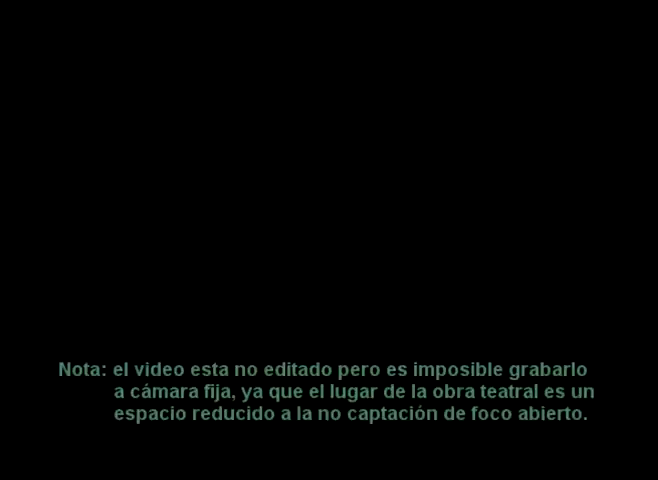 Nota: el video esta no editado pero es imposible grabarlo
a cámara fija, ya que el lugar de la obra teatral es un
espacio reducido a la no captación de foco abierto.